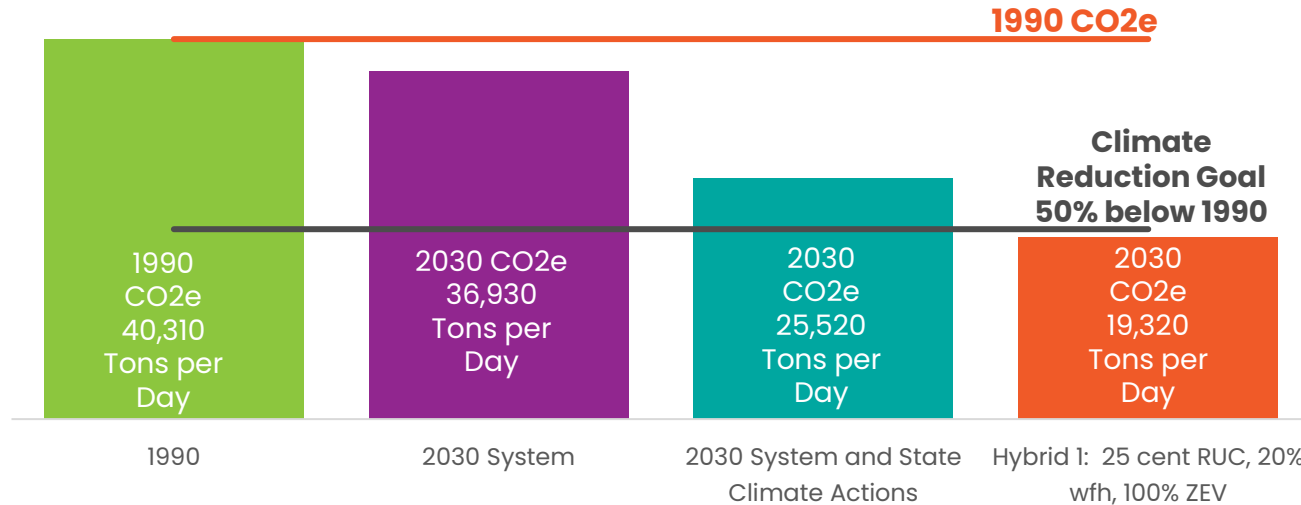 1990 CO2e
Climate
Reduction Goal
50% below 1990
1990
CO2e
40,310
Tons per
Day
2030 CO2e
36,930
Tons per
Day
2030
CO2e
25,520
Tons per
Day
2030
CO2e
19,320
Tons per
Day
1990
2030 System
2030 System and State
Climate Actions
Hybrid 1: 25 cent RUC, 20%
wfh, 100% ZEV